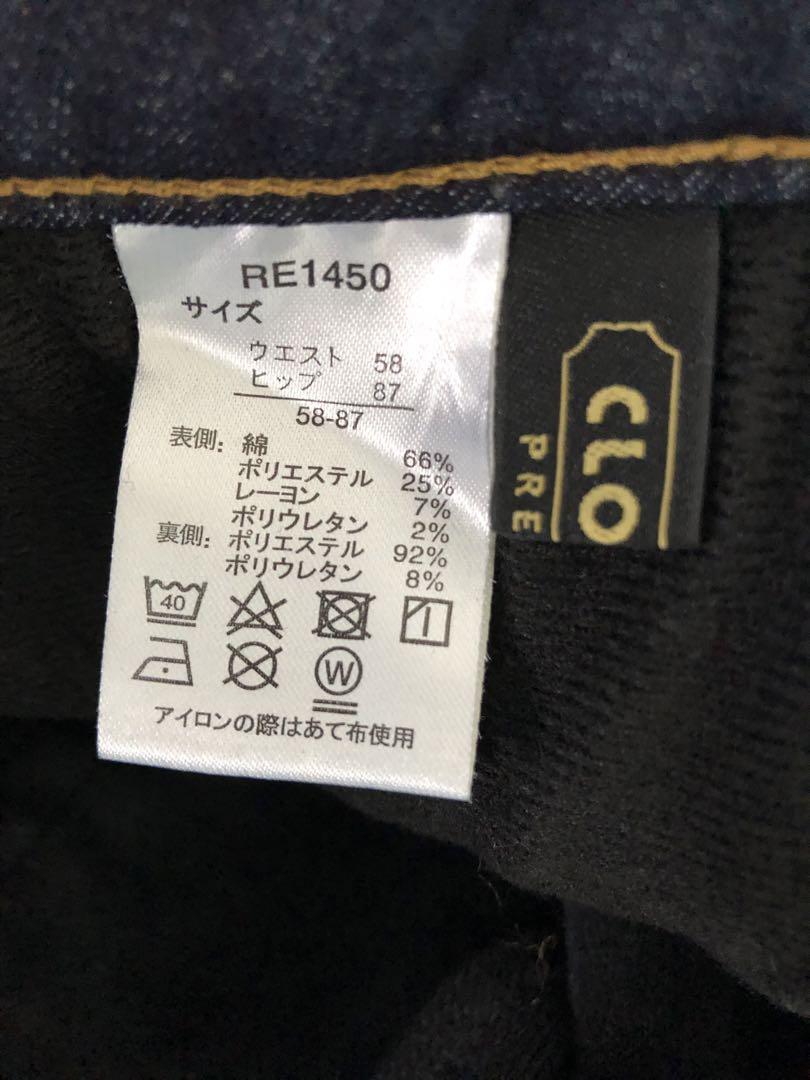 RE1450
サイズ
ウエスト 58
ヒップ 87
58-87
表側: 綿 66%
ポリエステル 25%
レーヨン 7%
ポリウレタン 2%
裏側: ポリエステル 92%
ポリウレタン 8%
40
W
アイロンの際はあて布使用
CLO
PRE